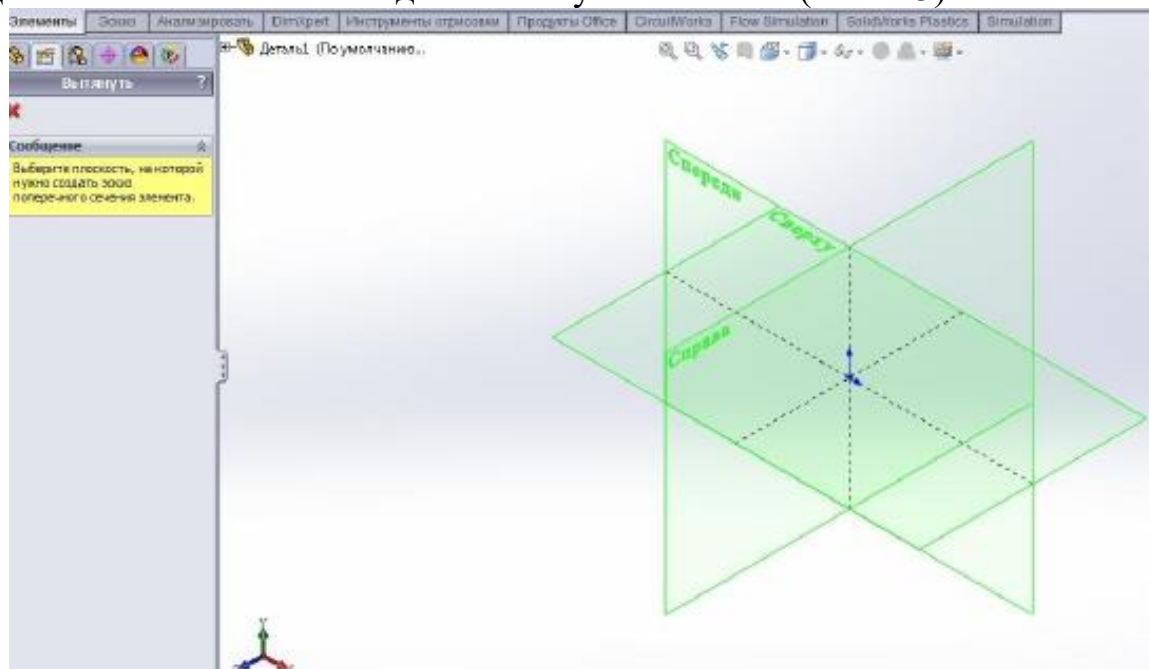 Элементы Эскиз Анализировать DimXpert Инструменты отрисовки Продукты Office CircuitWorks Flow Simulation SolidWorks Plastics Simulation
Деталь1 (По умолчанию...
Вытянуть ?
Сообщение
Выберите плоскость, на которой
нужно создать эскиз
поперечного сечения элемента.
Спереди
Сверху
Справа
Y